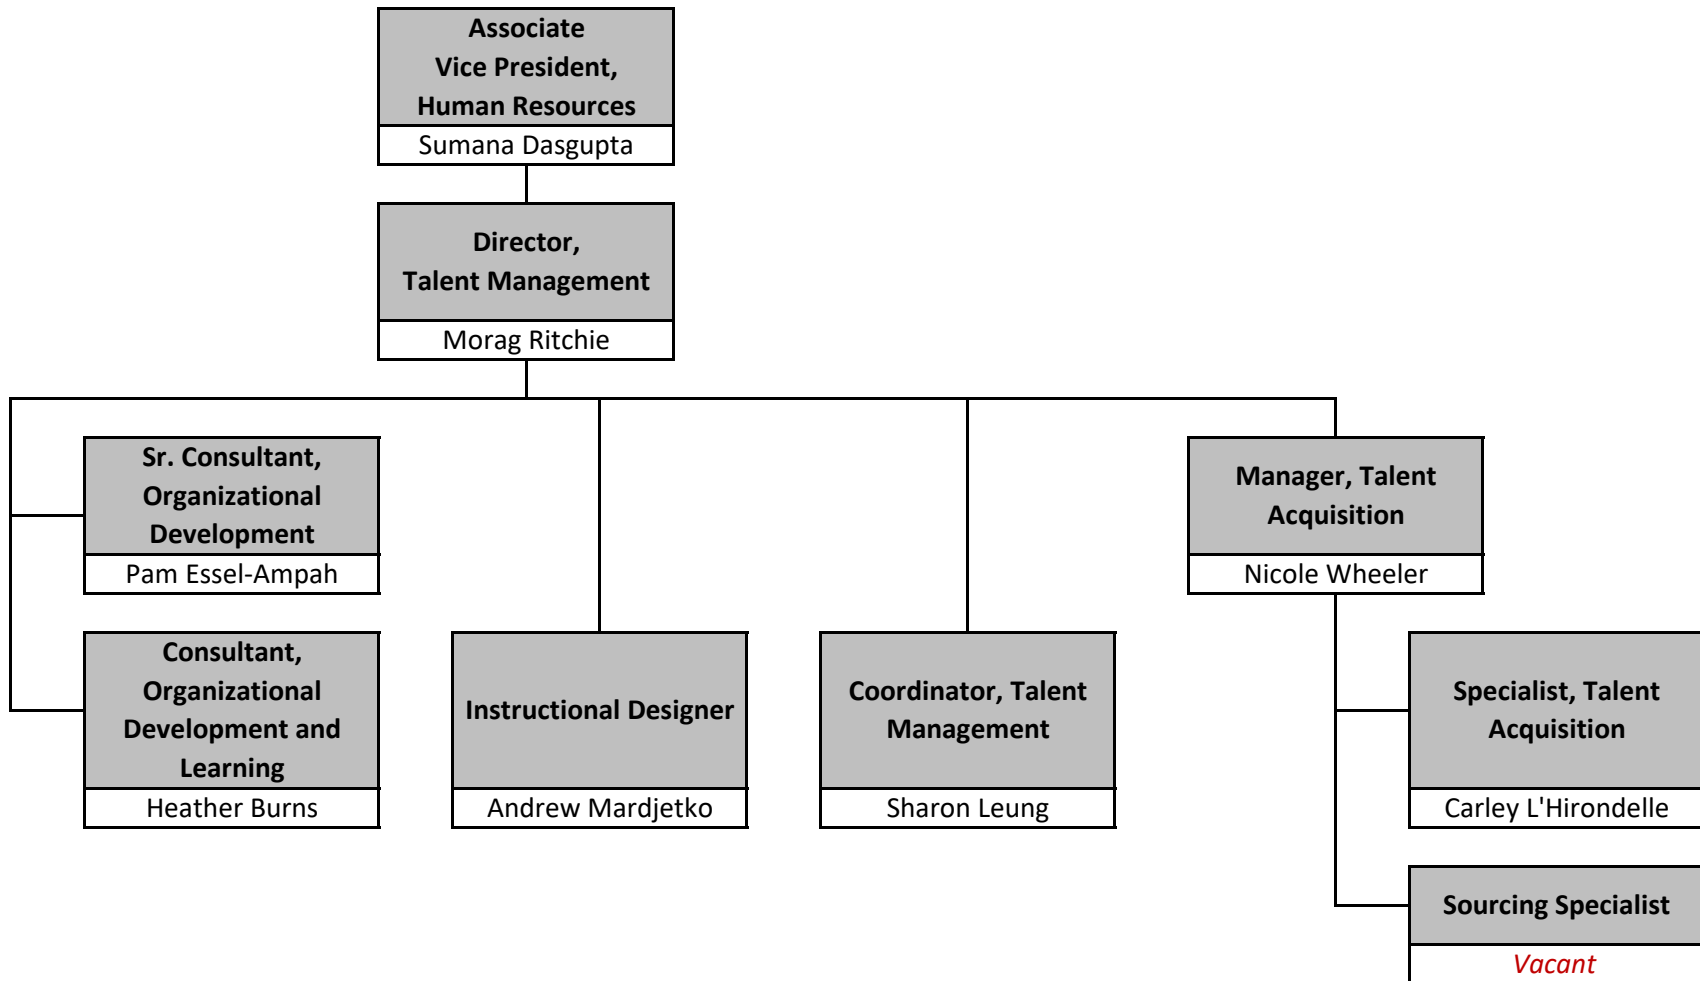 Associate
Vice President,
Human Resources
Sumana Dasgupta
Director,
Talent Management
Morag Ritchie
Sr. Consultant,
Organizational
Development
Pam Essel-Ampah
Manager, Talent
Acquisition
Nicole Wheeler
Consultant,
Organizational
Development and
Learning
Heather Burns
Instructional Designer
Andrew Mardjetko
Coordinator, Talent
Management
Sharon Leung
Specialist, Talent
Acquisition
Carley L'Hirondelle
Sourcing Specialist
Vacant